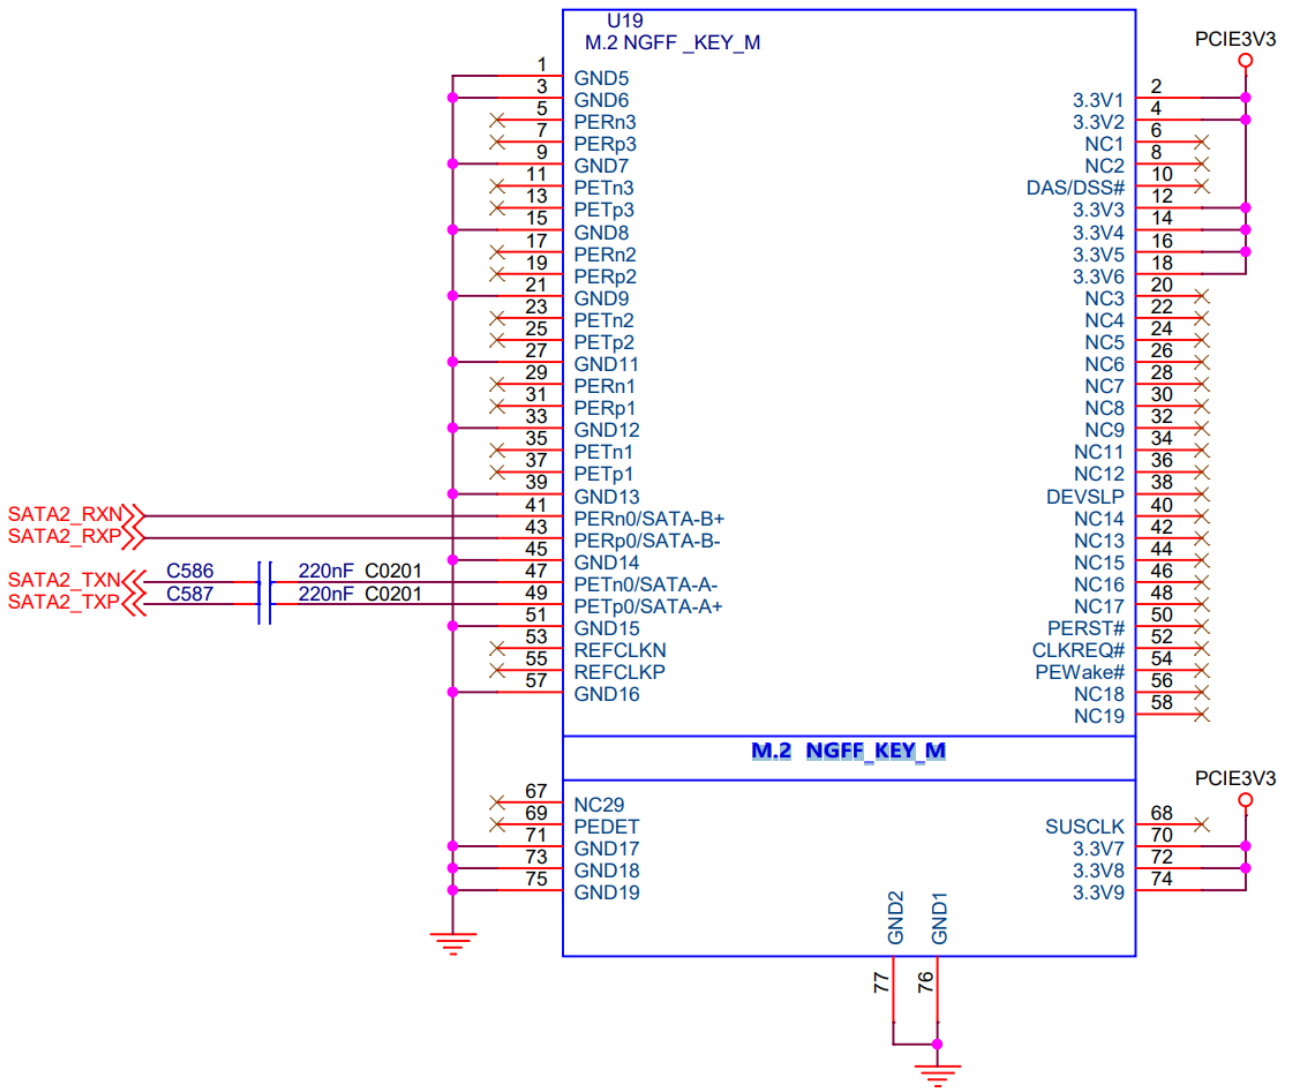 U19
M.2 NGFF _KEY_M
PCIE3V3
1 GND5
3 GND6
5 PERn3
7 PERp3
9 GND7
11 PETn3
13 PETp3
15 GND8
17 PERn2
19 PERp2
21 GND9
23 PETn2
25 PETp2
27 GND11
29 PERn1
31 PERp1
33 GND12
35 PETn1
37 PETp1
39 GND13
SATA2_RXN 41 PERn0/SATA-B+
SATA2_RXP 43 PERp0/SATA-B-
45 GND14
SATA2_TXN C586 220nF C0201 47 PETn0/SATA-A-
SATA2_TXP C587 220nF C0201 49 PETp0/SATA-A+
51 GND15
53 REFCLKN
55 REFCLKP
57 GND16
3.3V1 2
3.3V2 4
NC1 6
NC2 8
DAS/DSS# 10
3.3V3 12
3.3V4 14
3.3V5 16
3.3V6 18
NC3 20
NC4 22
NC5 24
NC6 26
NC7 28
NC8 30
NC9 32
NC11 34
NC12 36
DEVSLP 38
NC14 40
NC13 42
NC15 44
NC16 46
NC17 48
PERST# 50
CLKREQ# 52
PEWake# 54
NC18 56
NC19 58
M.2 NGFF_KEY_M
PCIE3V3
67 NC29
69 PEDET
71 GND17
73 GND18
75 GND19
SUSCLK 68
3.3V7 70
3.3V8 72
3.3V9 74
GND2 77
GND1 76